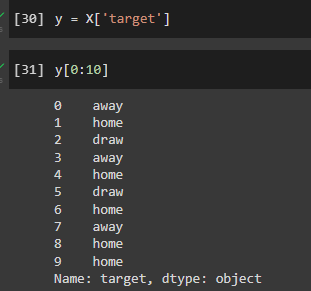 [30] y = X['target']
[31] y[0:10]
0 away
1 home
2 draw
3 away
4 home
5 draw
6 home
7 away
8 home
9 home
Name: target, dtype: object